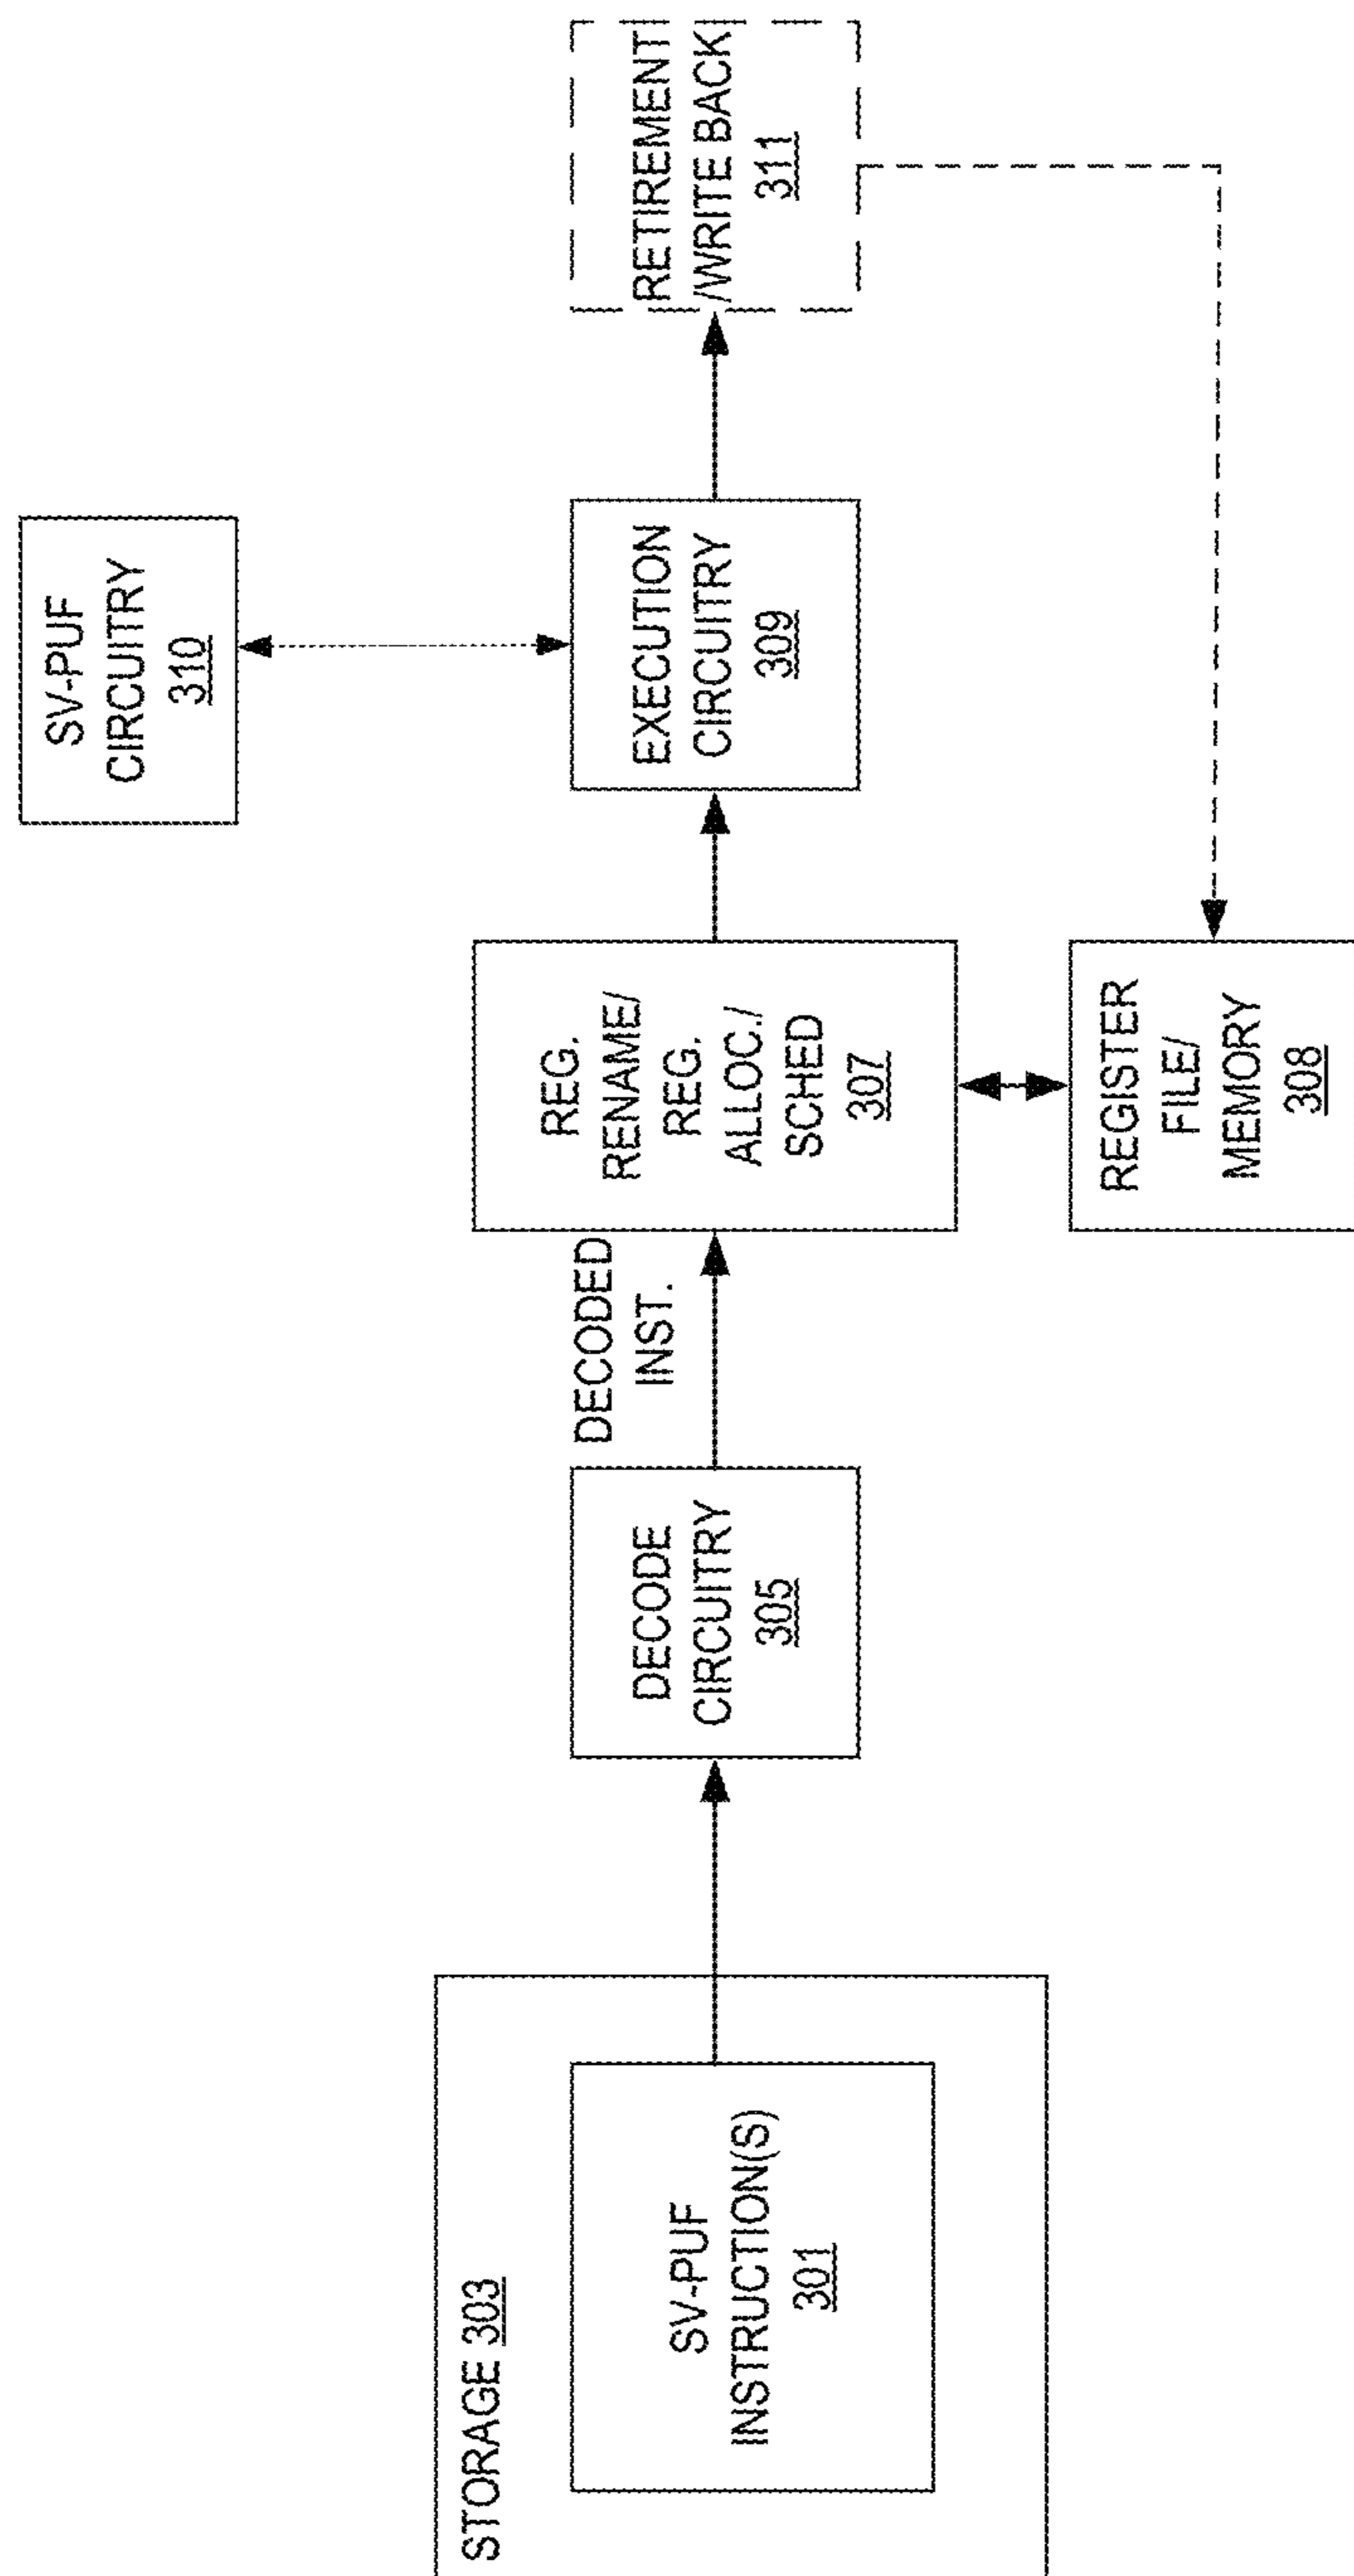 STORAGE 303
SV-PUF
INSTRUCTION(S)
301
DECODE
CIRCUITRY
305
DECODED
INST.
REG.
RENAME/
REG.
ALLOC./
SCHED
307
REGISTER
FILE/
MEMORY
308
EXECUTION
CIRCUITRY
309
SV-PUF
CIRCUITRY
310
RETIREMENT
/WRITE BACK
311